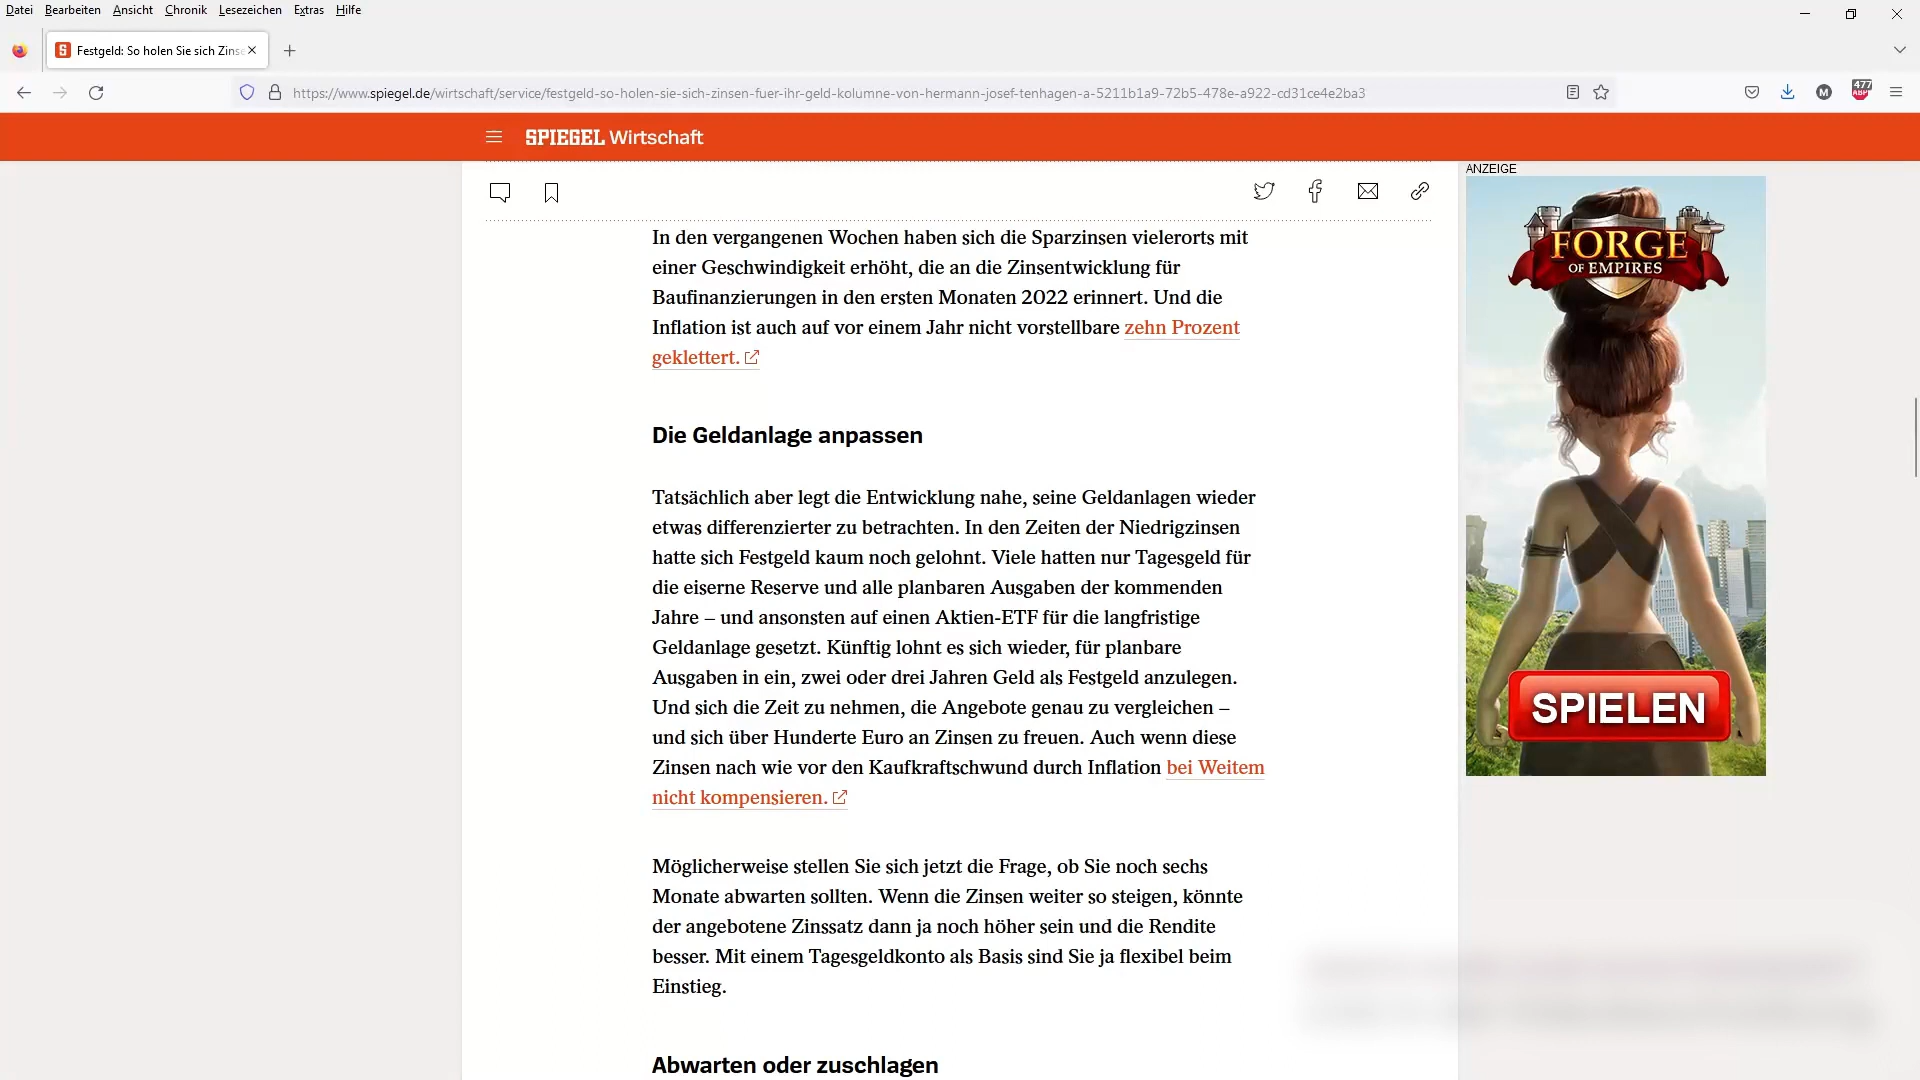 Datei Bearbeiten Ansicht Chronik Lesezeichen Extras Hilfe
Festgeld: So holen Sie sich Zins
https://www.spiegel.de/wirtschaft/service/festgeld-so-holen-sie-sich-zinsen-fuer-ihr-geld-kolumne-von-hermann-josef-tenhagen-a-5211b1a9-72b5-478e-a922-cd31ce4e2ba3
M
477
ABP
SPIEGEL Wirtschaft
ANZEIGE
In den vergangenen Wochen haben sich die Sparzinsen vielerorts mit
einer Geschwindigkeit erhöht, die an die Zinsentwicklung für
Baufinanzierungen in den ersten Monaten 2022 erinnert. Und die
Inflation ist auch auf vor einem Jahr nicht vorstellbare zehn Prozent
geklettert.
Die Geldanlage anpassen
Tatsächlich aber legt die Entwicklung nahe, seine Geldanlagen wieder
etwas differenzierter zu betrachten. In den Zeiten der Niedrigzinsen
hatte sich Festgeld kaum noch gelohnt. Viele hatten nur Tagesgeld für
die eiserne Reserve und alle planbaren Ausgaben der kommenden
Jahre – und ansonsten auf einen Aktien-ETF für die langfristige
Geldanlage gesetzt. Künftig lohnt es sich wieder, für planbare
Ausgaben in ein, zwei oder drei Jahren Geld als Festgeld anzulegen.
Und sich die Zeit zu nehmen, die Angebote genau zu vergleichen –
und sich über Hunderte Euro an Zinsen zu freuen. Auch wenn diese
Zinsen nach wie vor den Kaufkraftschwund durch Inflation bei Weitem
nicht kompensieren.
Möglicherweise stellen Sie sich jetzt die Frage, ob Sie noch sechs
Monate abwarten sollten. Wenn die Zinsen weiter so steigen, könnte
der angebotene Zinssatz dann ja noch höher sein und die Rendite
besser. Mit einem Tagesgeldkonto als Basis sind Sie ja flexibel beim
Einstieg.
Abwarten oder zuschlagen
FORGE
OF EMPIRES
SPIELEN